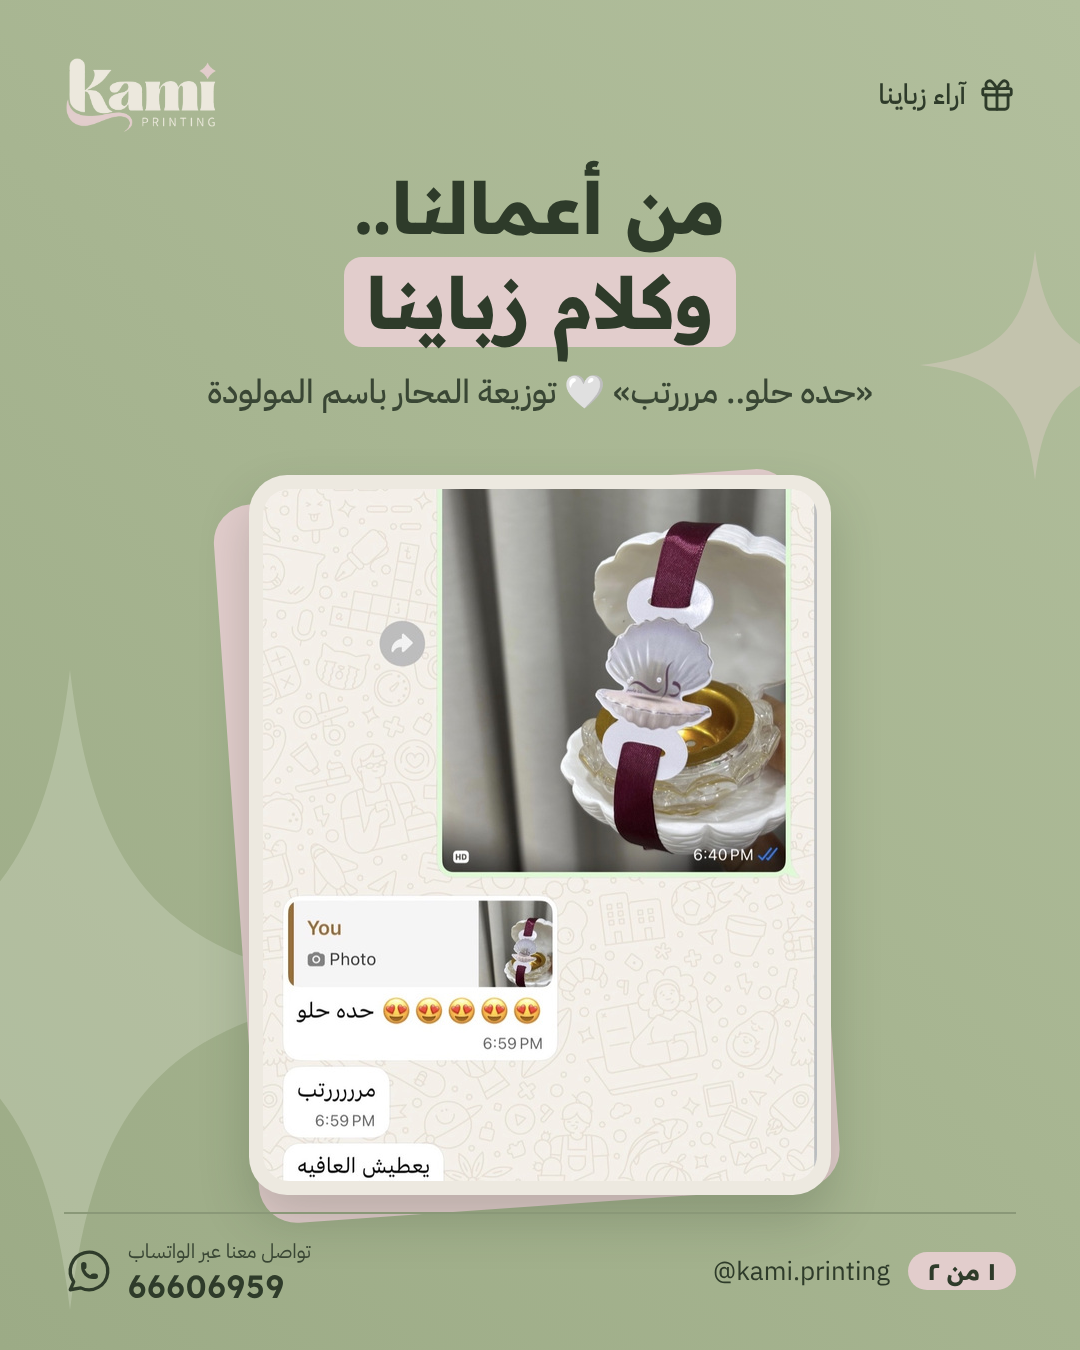 Kami
PRINTING
آراء زباينا
من أعمالنا..
وكلام زباينا
«حده حلو.. مرررتب» 🤍 توزيعة المحار باسم المولودة
HD
6:40 PM
You
Photo
حده حلو 😍😍😍😍😍
6:59 PM
مرررررتب
6:59 PM
يعطيش العافيه
تواصل معنا عبر الواتساب
66606959
@kami.printing
١ من ٢